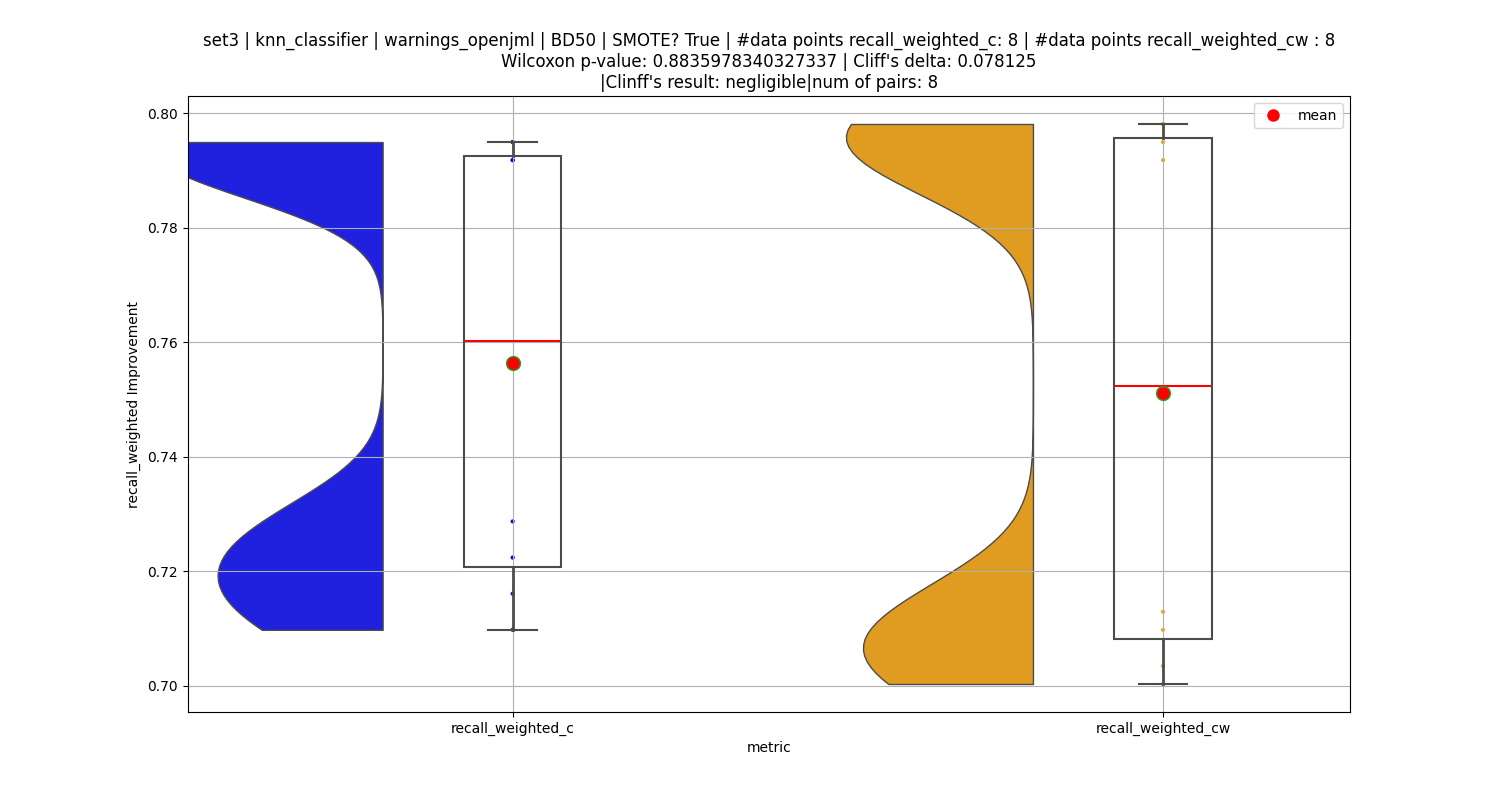 set3 | knn_classifier | warnings_openjml | BD50 | SMOTE? True | #data points recall_weighted_c: 8 | #data points recall_weighted_cw : 8
Wilcoxon p-value: 0.8835978340327337 | Cliff's delta: 0.078125
|Clinff's result: negligible|num of pairs: 8
mean
0.80
0.78
0.76
0.74
0.72
0.70
recall_weighted Improvement
recall_weighted_c
recall_weighted_cw
metric